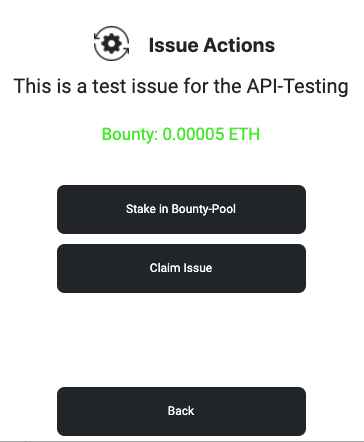 Issue Actions
This is a test issue for the API-Testing
Bounty: 0.00005 ETH
Stake in Bounty-Pool
Claim Issue
Back